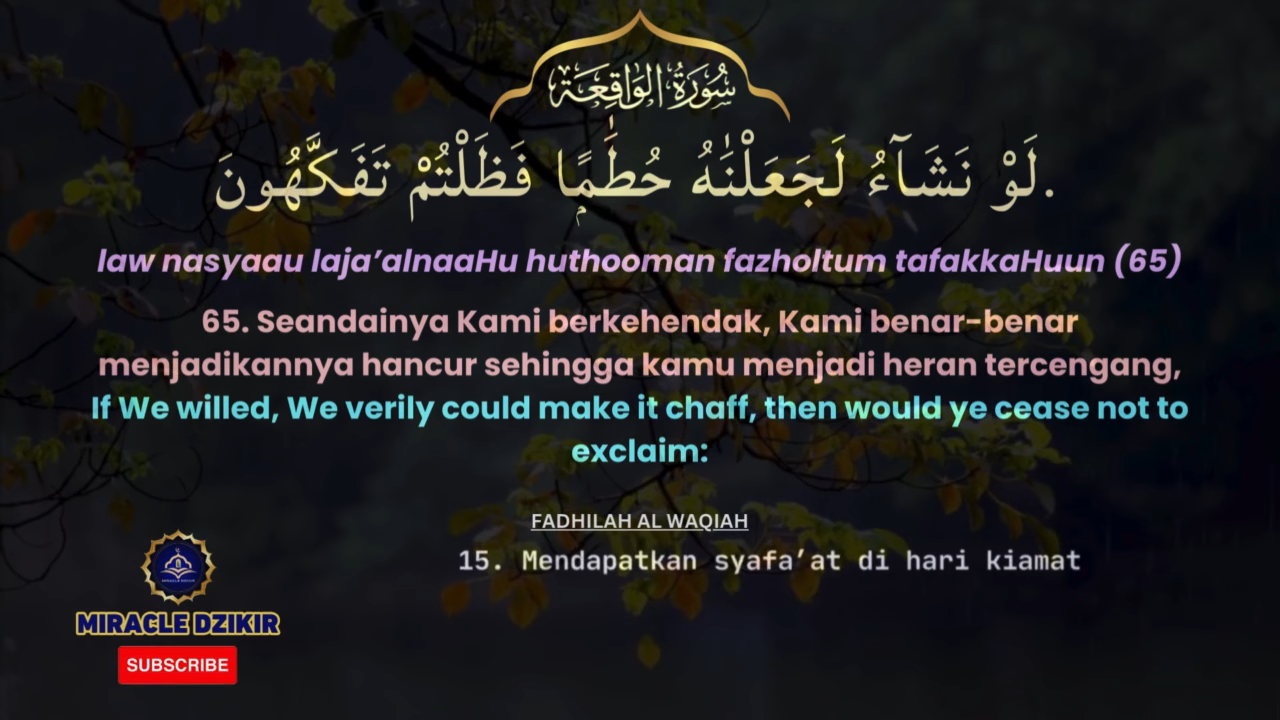 سُورَةُ الوَاقِعَة
لَوْ نَشَآءُ لَجَعَلْنَٰهُ حُطَٰمًۭا فَظَلْتُمْ تَفَكَّهُونَ.
law nasyaau laja’alnaaHu huthooman fazholtum tafakkaHuun (65)
65. Seandainya Kami berkehendak, Kami benar-benar
menjadikannya hancur sehingga kamu menjadi heran tercengang,
If We willed, We verily could make it chaff, then would ye cease not to
exclaim:
FADHILAH AL WAQIAH
15. Mendapatkan syafa’at di hari kiamat
MIRACLE DZIKIR
SUBSCRIBE